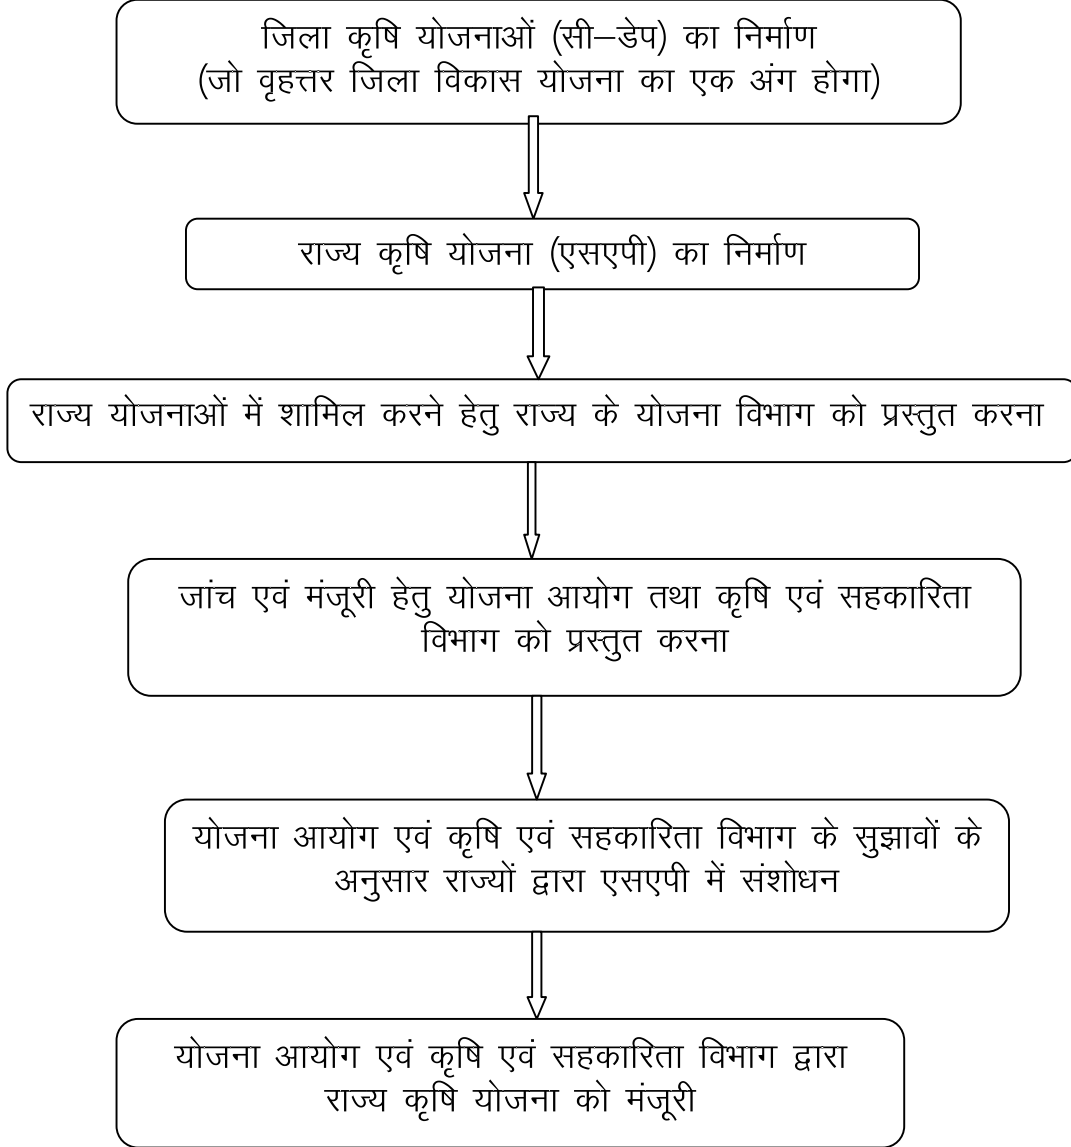 जिला कृषि योजनाओं (सी–डेप) का निर्माण
(जो वृहत्तर जिला विकास योजना का एक अंग होगा)
राज्य कृषि योजना (एसएपी) का निर्माण
राज्य योजनाओं में शामिल करने हेतु राज्य के योजना विभाग को प्रस्तुत करना
जांच एवं मंजूरी हेतु योजना आयोग तथा कृषि एवं सहकारिता
विभाग को प्रस्तुत करना
योजना आयोग एवं कृषि एवं सहकारिता विभाग के सुझावों के
अनुसार राज्यों द्वारा एसएपी में संशोधन
योजना आयोग एवं कृषि एवं सहकारिता विभाग द्वारा
राज्य कृषि योजना को मंजूरी